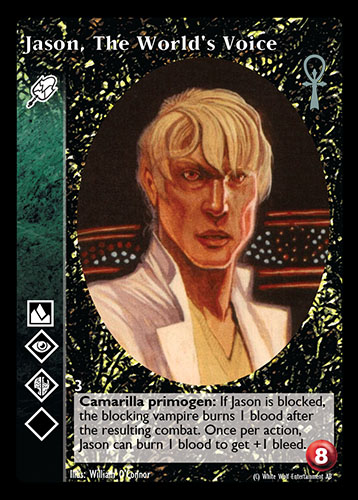 Jason, The World's Voice
3
Camarilla primogen: If Jason is blocked,
the blocking vampire burns 1 blood after
the resulting combat. Once per action,
Jason can burn 1 blood to get +1 bleed.
8
Illus: William O'Connor
(C) White Wolf Entertainment AB